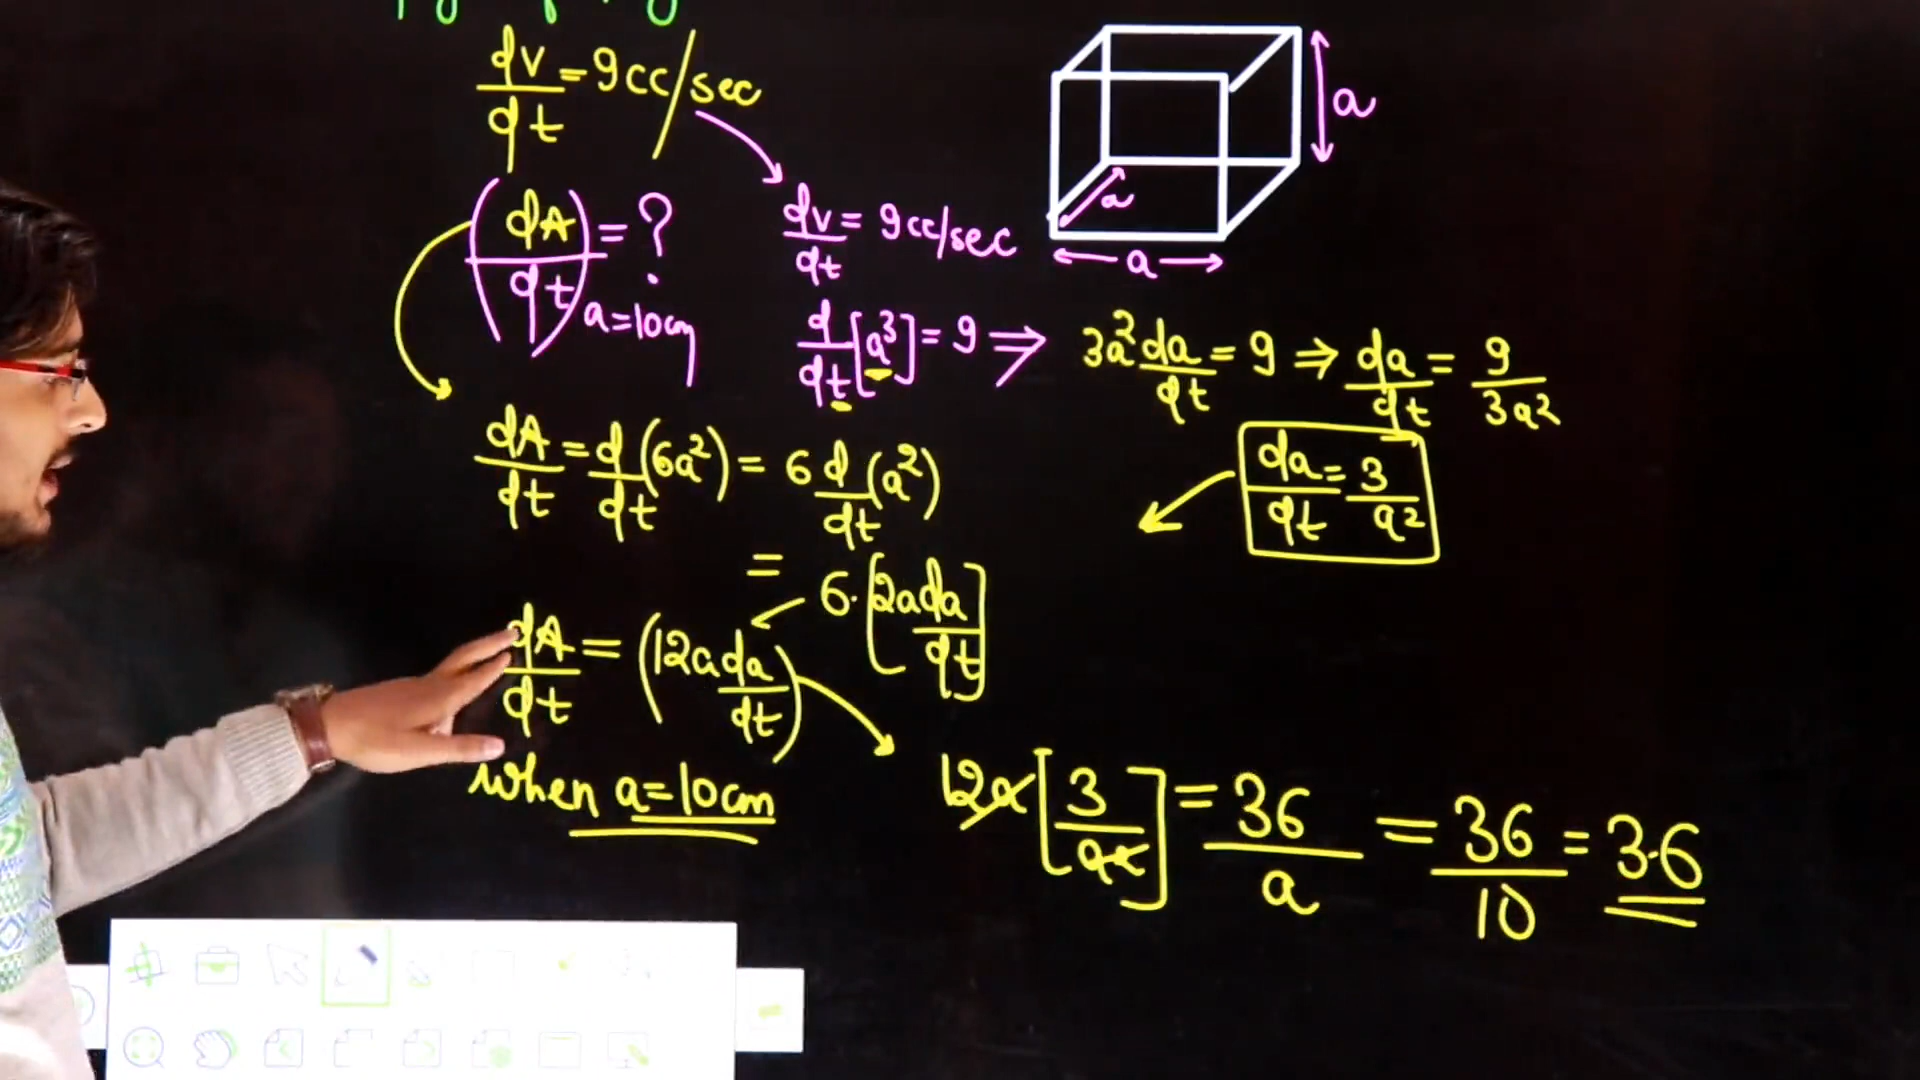 dv/dt = 9cc/sec
a
a
a
(dA/dt) a=10cm = ?
dv/dt = 9cc/sec
d/dt[a³] = 9 ⇒ 3a² da/dt = 9 ⇒ da/dt = 9/3a²
da/dt = 3/a²
dA/dt = d/dt(6a²) = 6 d/dt(a²)
= 6·[2a da/dt]
dA/dt = (12a da/dt)
when a=10cm
12a[3/a²] = 36/a = 36/10 = 3.6